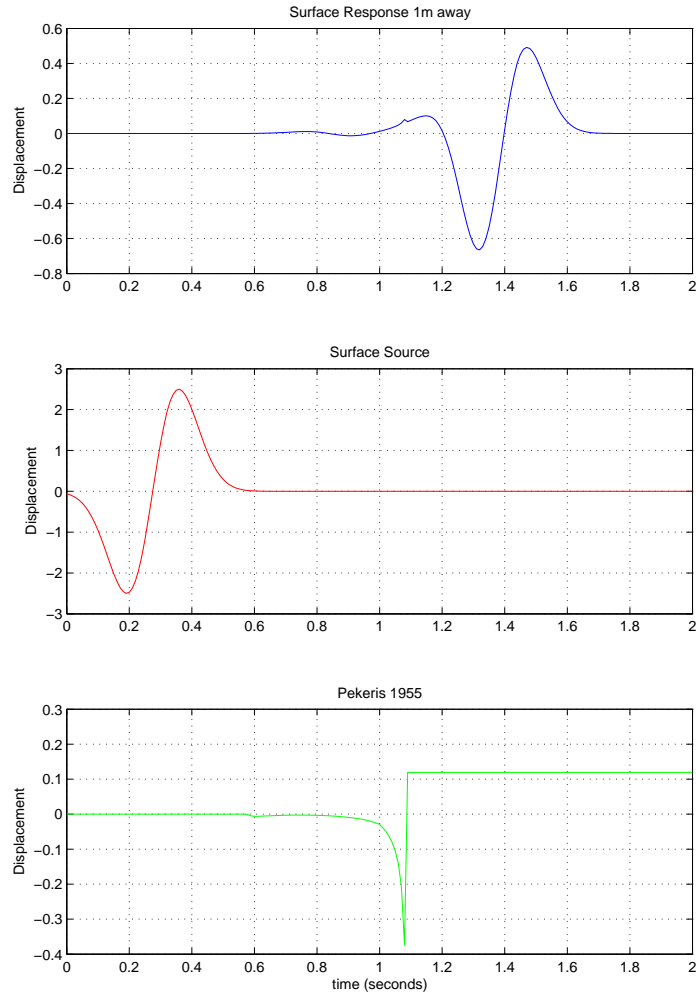 Surface Response 1m away
0.6
0.4
0.2
0
−0.2
−0.4
−0.6
−0.8
Displacement
0 0.2 0.4 0.6 0.8 1 1.2 1.4 1.6 1.8 2
Surface Source
3
2
1
0
−1
−2
−3
Displacement
0 0.2 0.4 0.6 0.8 1 1.2 1.4 1.6 1.8 2
Pekeris 1955
0.3
0.2
0.1
0
−0.1
−0.2
−0.3
−0.4
Displacement
0 0.2 0.4 0.6 0.8 1 1.2 1.4 1.6 1.8 2
time (seconds)